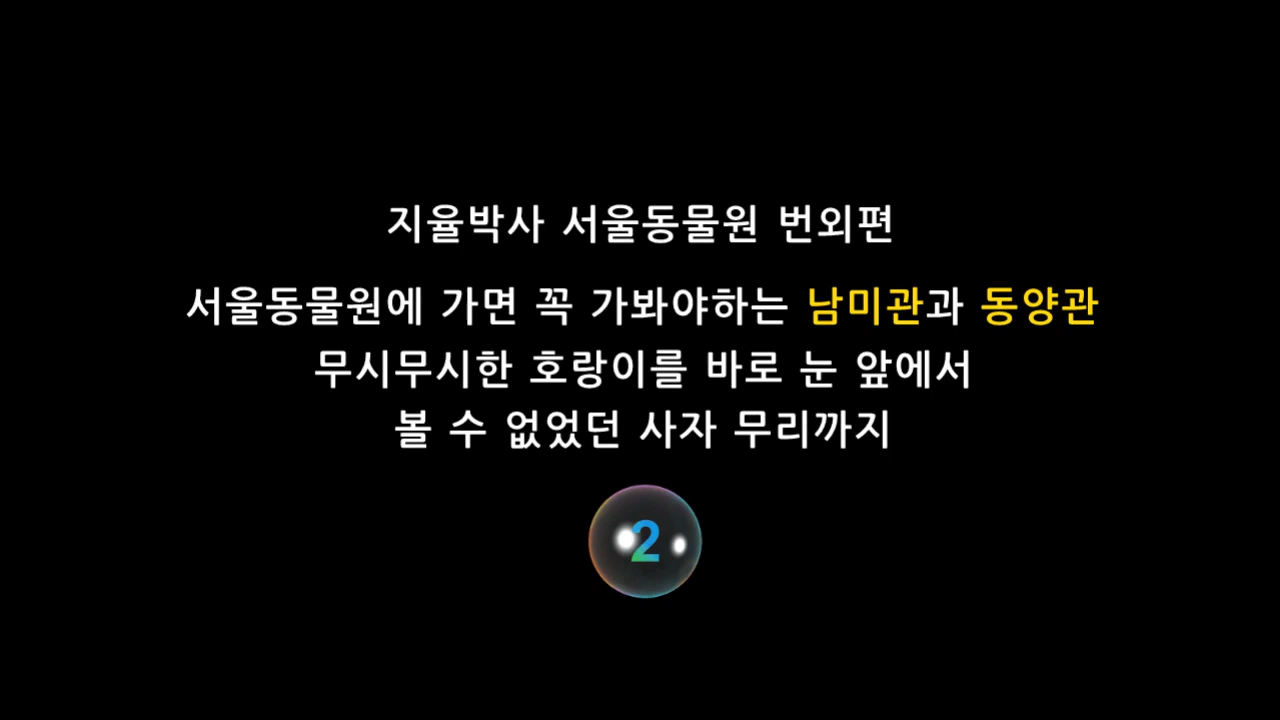 지율박사 서울동물원 번외편
서울동물원에 가면 꼭 가봐야하는 남미관과 동양관
무시무시한 호랑이를 바로 눈 앞에서
볼 수 없었던 사자 무리까지
2